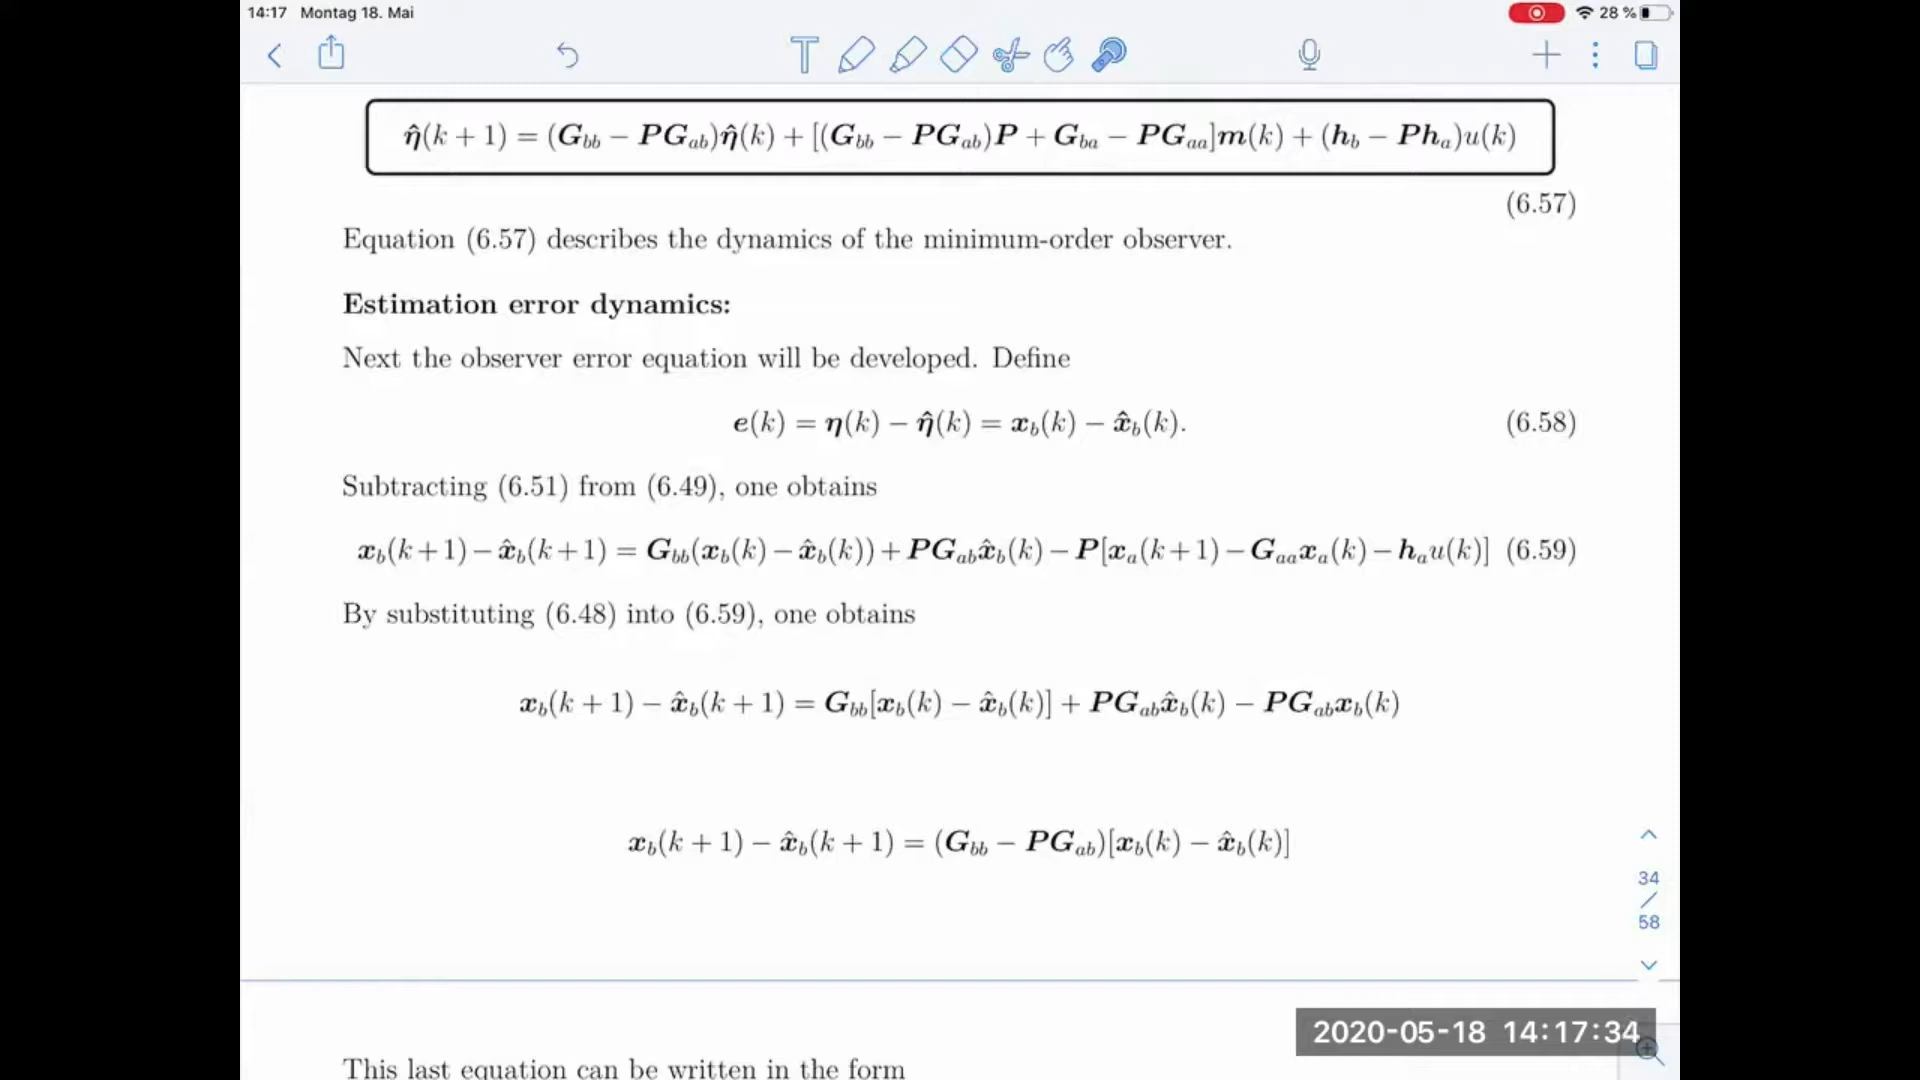 14:17 Montag 18. Mai
28 %
η̂(k + 1) = (G_bb − PG_ab)η̂(k) + [(G_bb − PG_ab)P + G_ba − PG_aa]m(k) + (h_b − Ph_a)u(k)
(6.57)
Equation (6.57) describes the dynamics of the minimum-order observer.
Estimation error dynamics:
Next the observer error equation will be developed. Define
e(k) = η(k) − η̂(k) = x_b(k) − x̂_b(k). (6.58)
Subtracting (6.51) from (6.49), one obtains
x_b(k+1) − x̂_b(k+1) = G_bb(x_b(k) − x̂_b(k)) + PG_ab x̂_b(k) − P[x_a(k+1) − G_aa x_a(k) − h_a u(k)] (6.59)
By substituting (6.48) into (6.59), one obtains
x_b(k + 1) − x̂_b(k + 1) = G_bb[x_b(k) − x̂_b(k)] + PG_ab x̂_b(k) − PG_ab x_b(k)
x_b(k + 1) − x̂_b(k + 1) = (G_bb − PG_ab)[x_b(k) − x̂_b(k)]
34
/
58
2020-05-18 14:17:34
This last equation can be written in the form